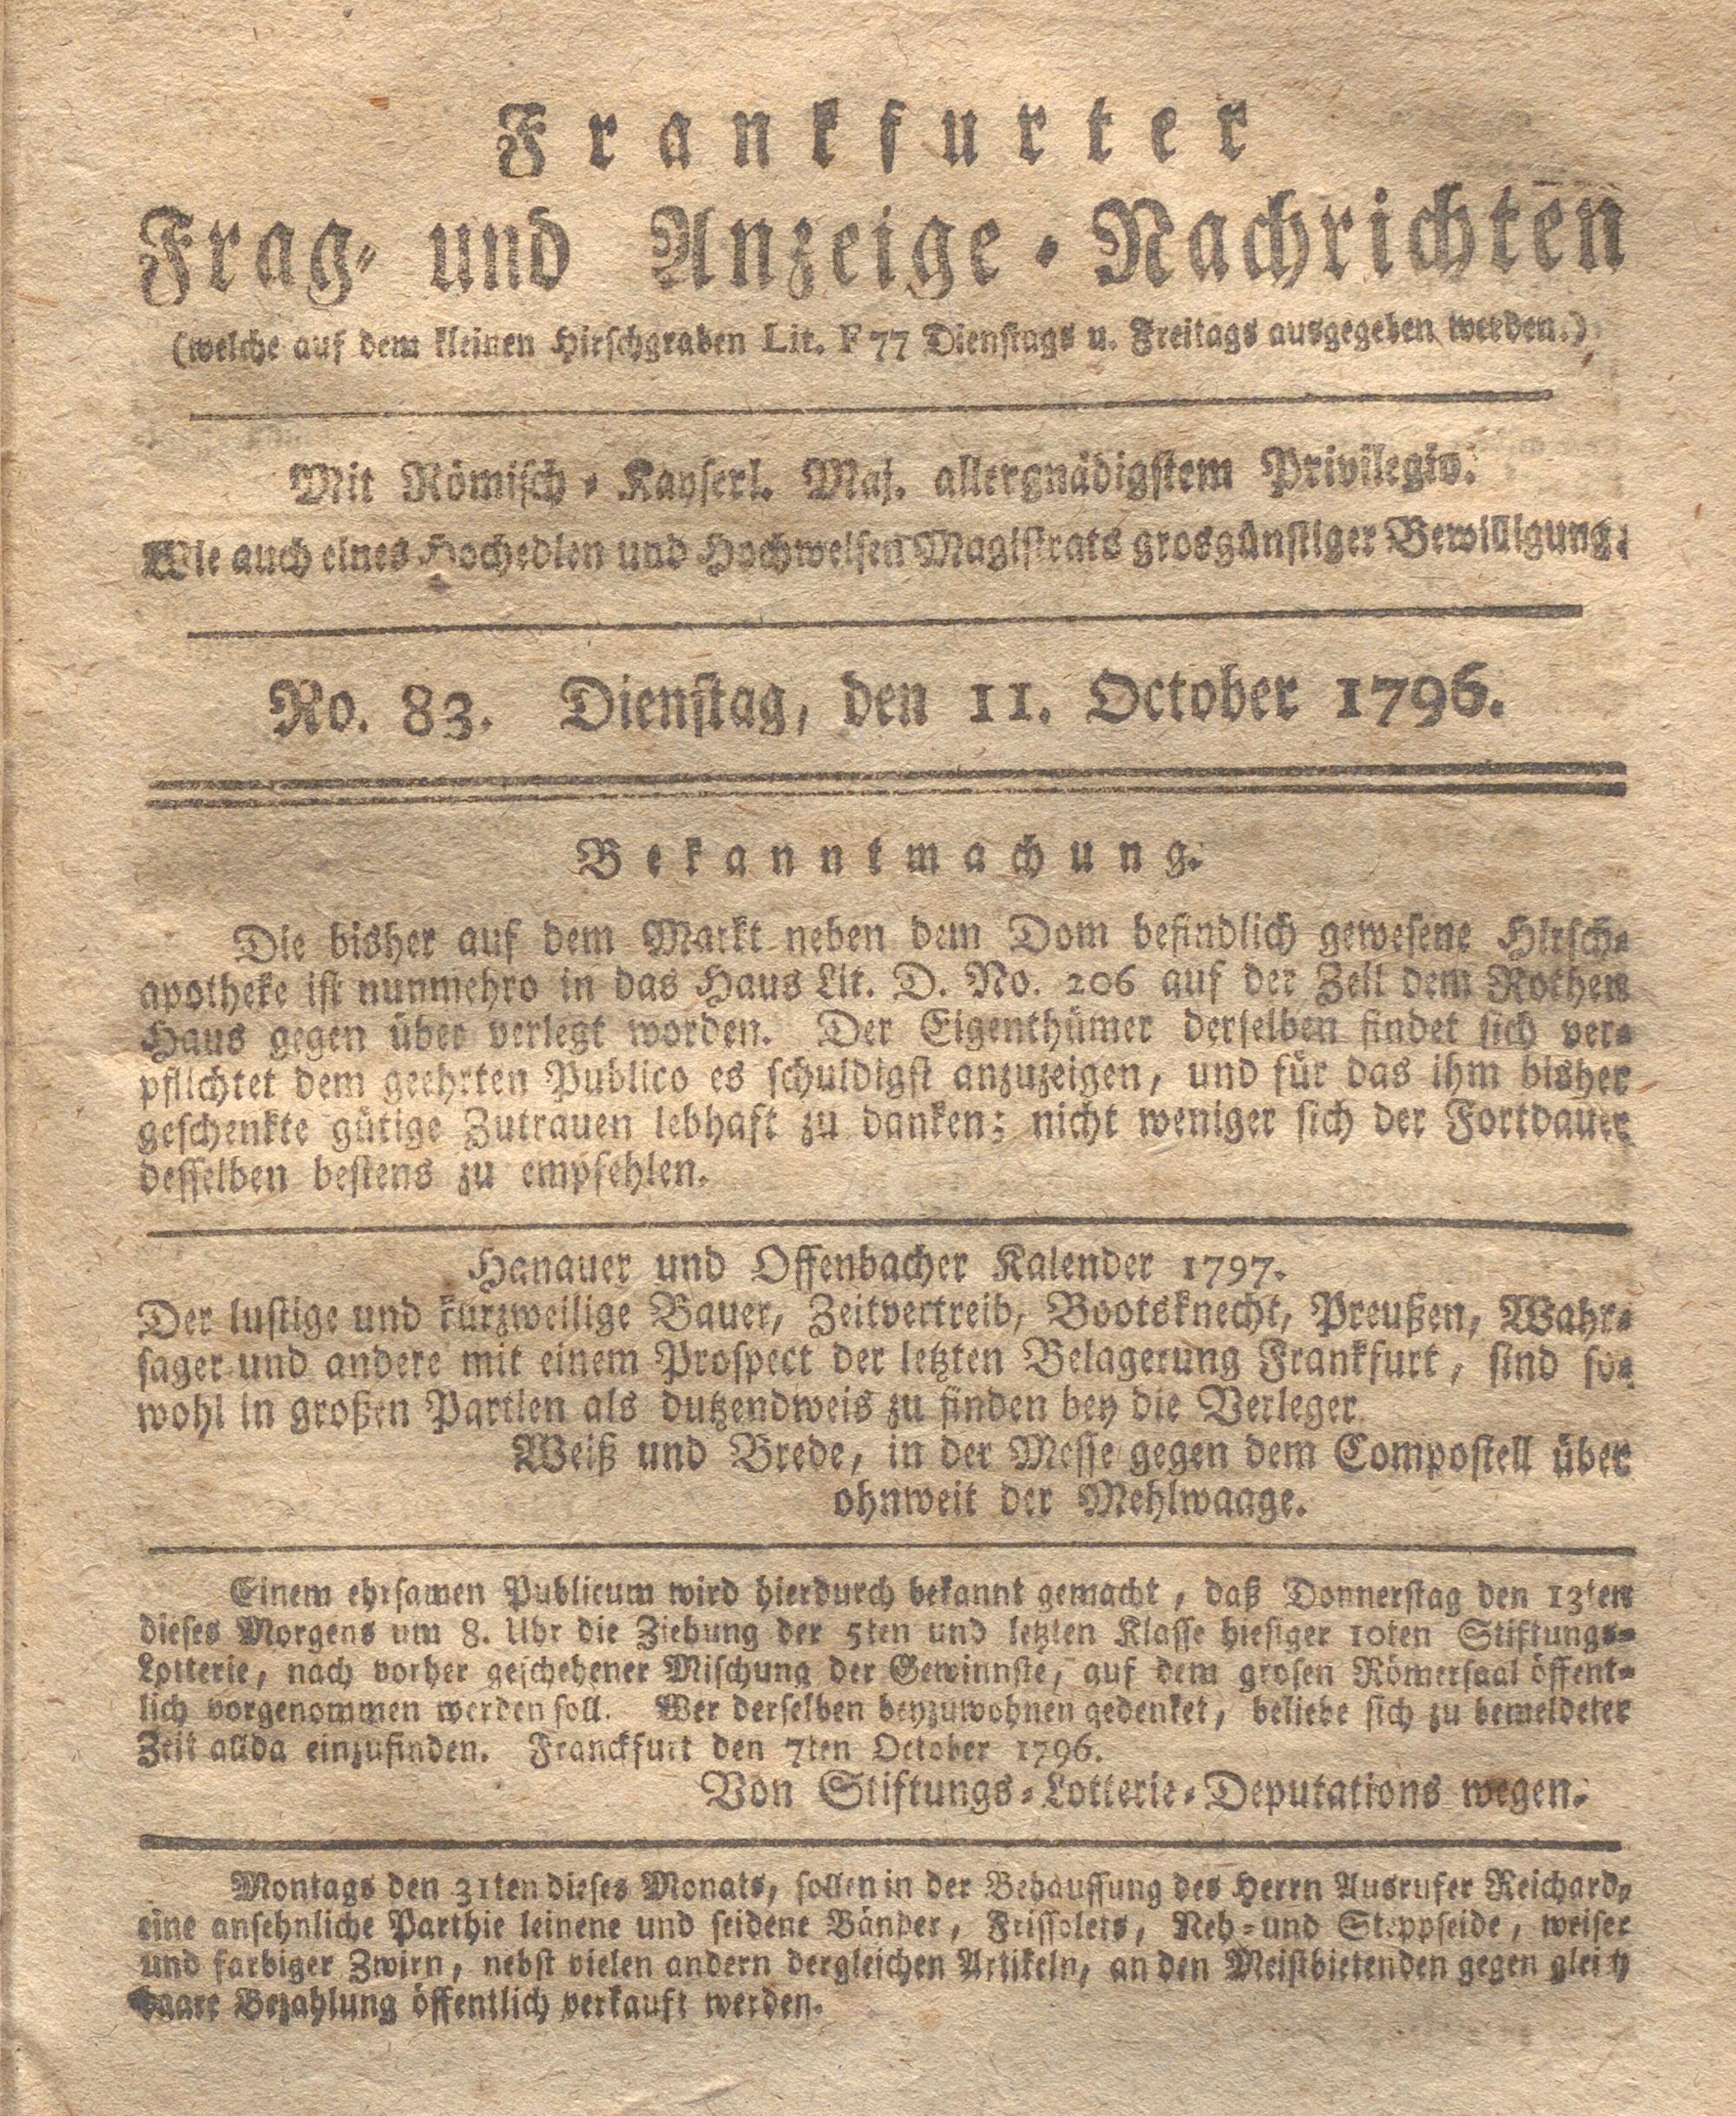 Frankfurter
Frag- und Anzeige-Nachrichten
(welche auf dem kleinen Hirschgraben Lit. F 77 Dienstags u. Freitags ausgegeben werden.)
Mit Römisch-Kayserl. Maj. allergnädigstem Privilegio.
Wie auch eines Hochedlen und Hochweisen Magistrats grosgünstiger Bewilligung.
No. 83. Dienstag, den 11. October 1796.
Bekanntmachung.
Die bisher auf dem Markt neben dem Dom befindlich gewesene Hirsch-
apotheke ist nunmehro in das Haus Lit. D. No. 206 auf der Zeil dem Rothen
Haus gegen über verlegt worden. Der Eigenthümer derselben findet sich ver-
pflichtet dem geehrten Publico es schuldigst anzuzeigen, und für das ihm bisher
geschenkte gütige Zutrauen lebhaft zu danken; nicht weniger sich der Fortdauer
desselben bestens zu empfehlen.
Hanauer und Offenbacher Kalender 1797.
Der lustige und kurzweilige Bauer, Zeitvertreib, Bootsknecht, Preußen, Wahr-
sager und andere mit einem Prospect der letzten Belagerung Frankfurt, sind so-
wohl in großen Partien als dutzendweis zu finden bey die Verleger
Weiß und Brede, in der Messe gegen dem Compostell über
ohnweit der Mehlwaage.
Einem ehrsamen Publicum wird hierdurch bekannt gemacht, daß Donnerstag den 13ten
dieses Morgens um 8. Uhr die Ziehung der 5ten und letzten Klasse hiesiger 10ten Stiftungs-
Lotterie, nach vorher geschehener Mischung der Gewinnste, auf dem grosen Römersaal öffent-
lich vorgenommen werden soll. Wer derselben beyzuwohnen gedenket, beliebe sich zu bemeldeter
Zeit allda einzufinden. Franckfurt den 7ten October 1796.
Von Stiftungs-Lotterie-Deputations wegen.
Montags den 31ten dieses Monats, sollen in der Behaussung des Herrn Ausrufer Reichard,
eine ansehnliche Parthie leinene und seidene Bänder, Frissolets, Neh- und Steppseide, weiser
und farbiger Zwirn, nebst vielen andern dergleichen Artikeln, an den Meistbietenden gegen gleich
baare Bezahlung öffentlich verkauft werden.